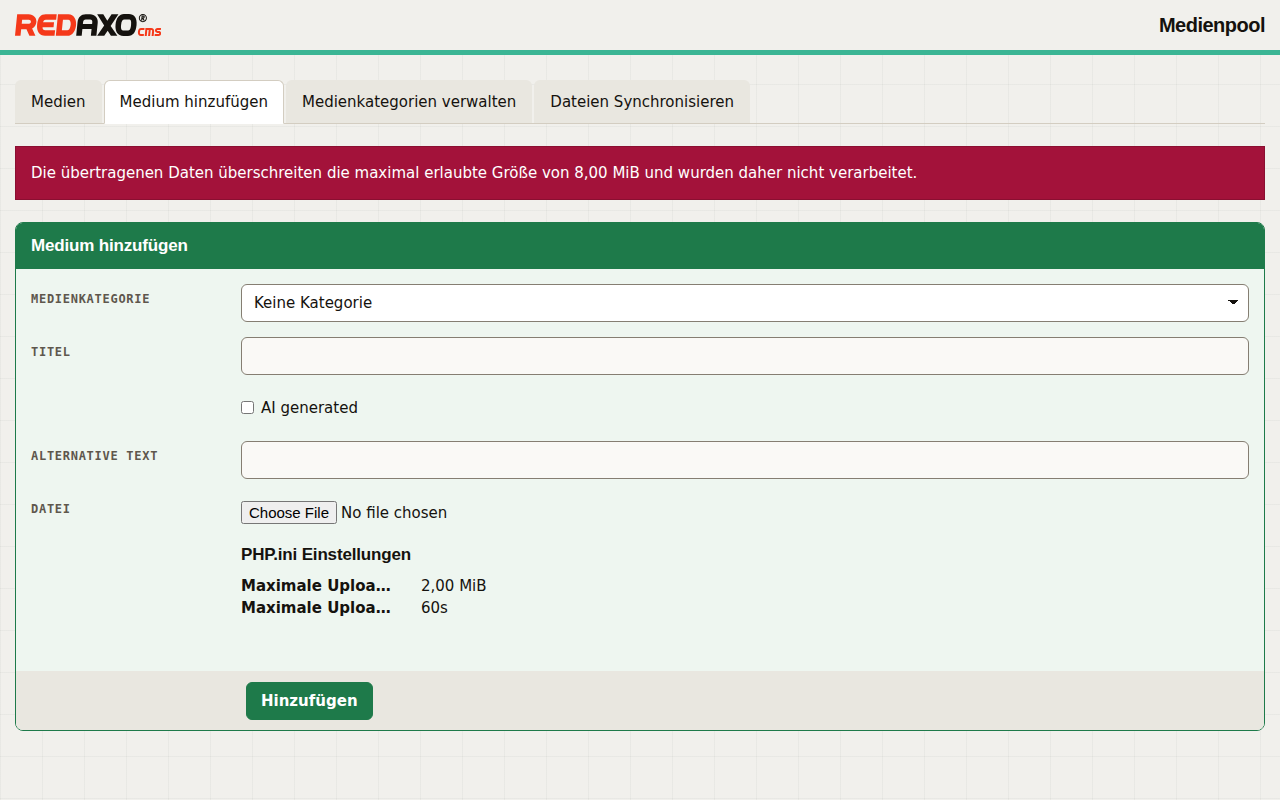 REDAXO® cms
Medienpool
Medien
Medium hinzufügen
Medienkategorien verwalten
Dateien Synchronisieren
Die übertragenen Daten überschreiten die maximal erlaubte Größe von 8,00 MiB und wurden daher nicht verarbeitet.
Medium hinzufügen
MEDIENKATEGORIE
Keine Kategorie
TITEL
AI generated
ALTERNATIVE TEXT
DATEI
Choose File No file chosen
PHP.ini Einstellungen
Maximale Uploa… 2,00 MiB
Maximale Uploa… 60s
Hinzufügen